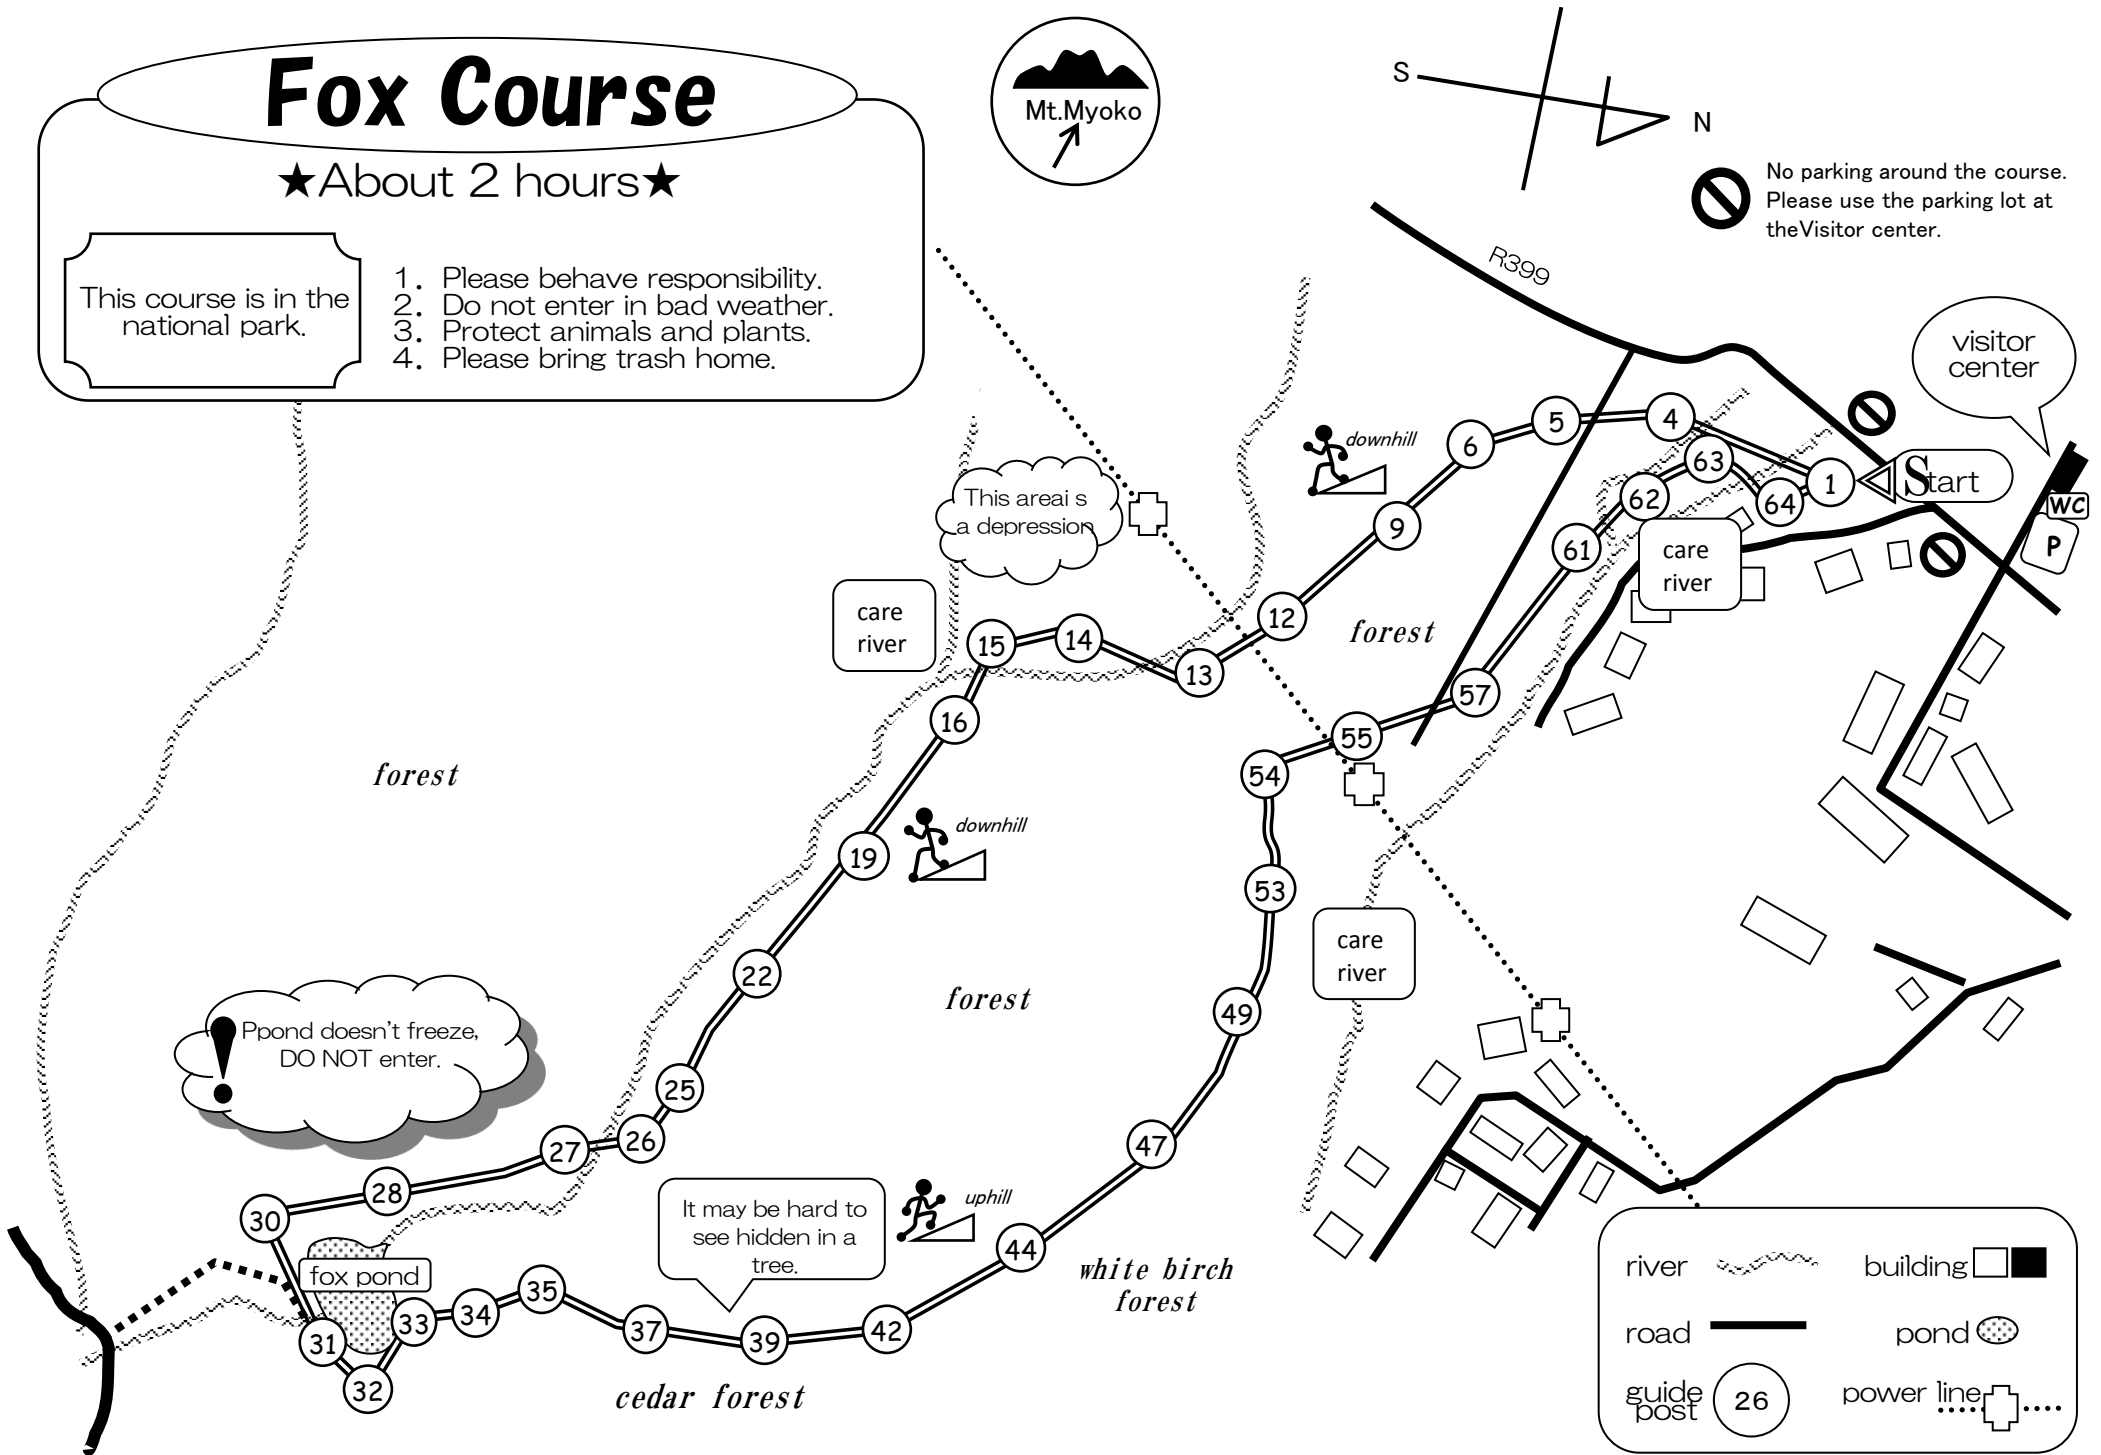 Fox Course
★About 2 hours★
This course is in the
national park.
1. Please behave responsibility.
2. Do not enter in bad weather.
3. Protect animals and plants.
4. Please bring trash home.
Mt.Myoko
S
N
No parking around the course.
Please use the parking lot at
theVisitor center.
R399
visitor
center
Start
WC
P
1
4
5
6
9
12
13
14
15
16
19
22
25
26
27
28
30
31
32
33
34
35
37
39
42
44
47
49
53
54
55
57
61
62
63
64
downhill
This areai s
a depression
care
river
care
river
forest
forest
downhill
forest
care
river
Ppond doesn't freeze,
DO NOT enter.
fox pond
It may be hard to
see hidden in a
tree.
uphill
white birch
forest
cedar forest
river
building
road
pond
guide
post
26
power line